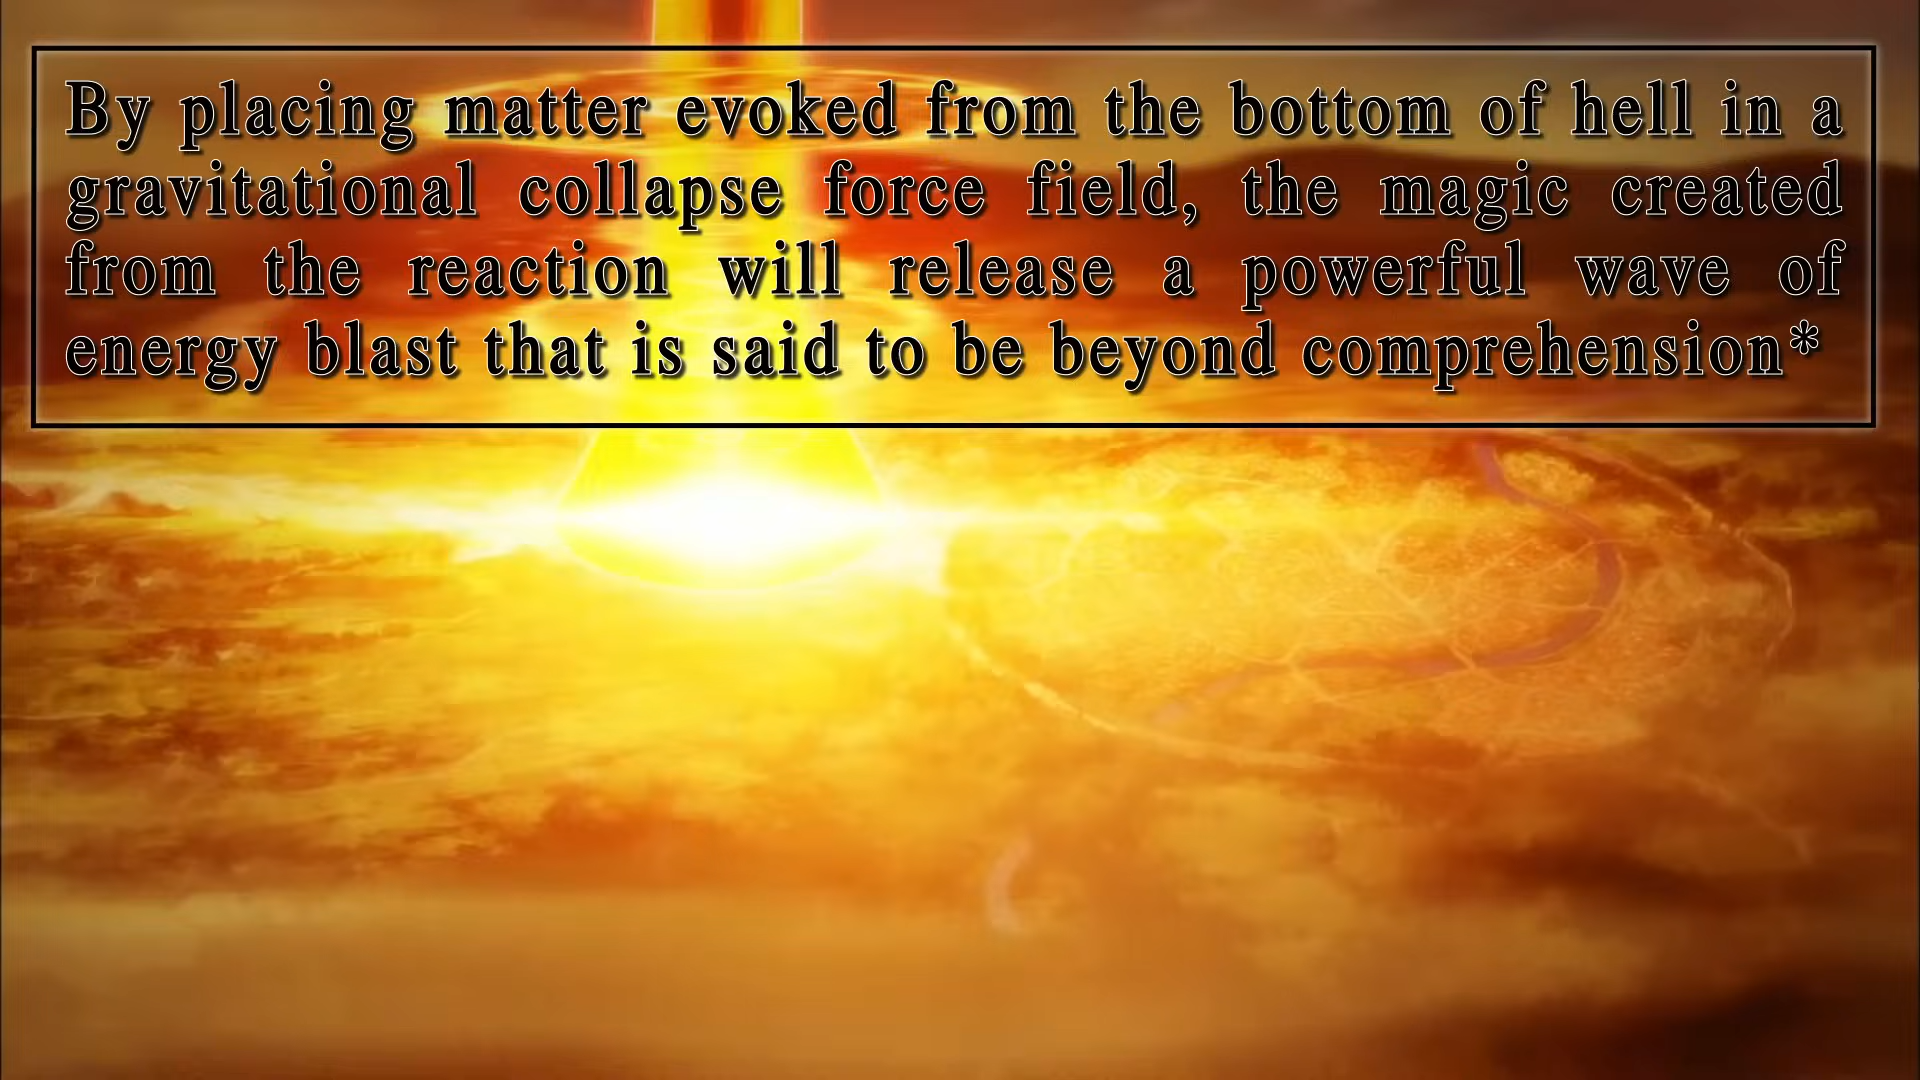 By placing matter evoked from the bottom of hell in a
gravitational collapse force field, the magic created
from the reaction will release a powerful wave of
energy blast that is said to be beyond comprehension*